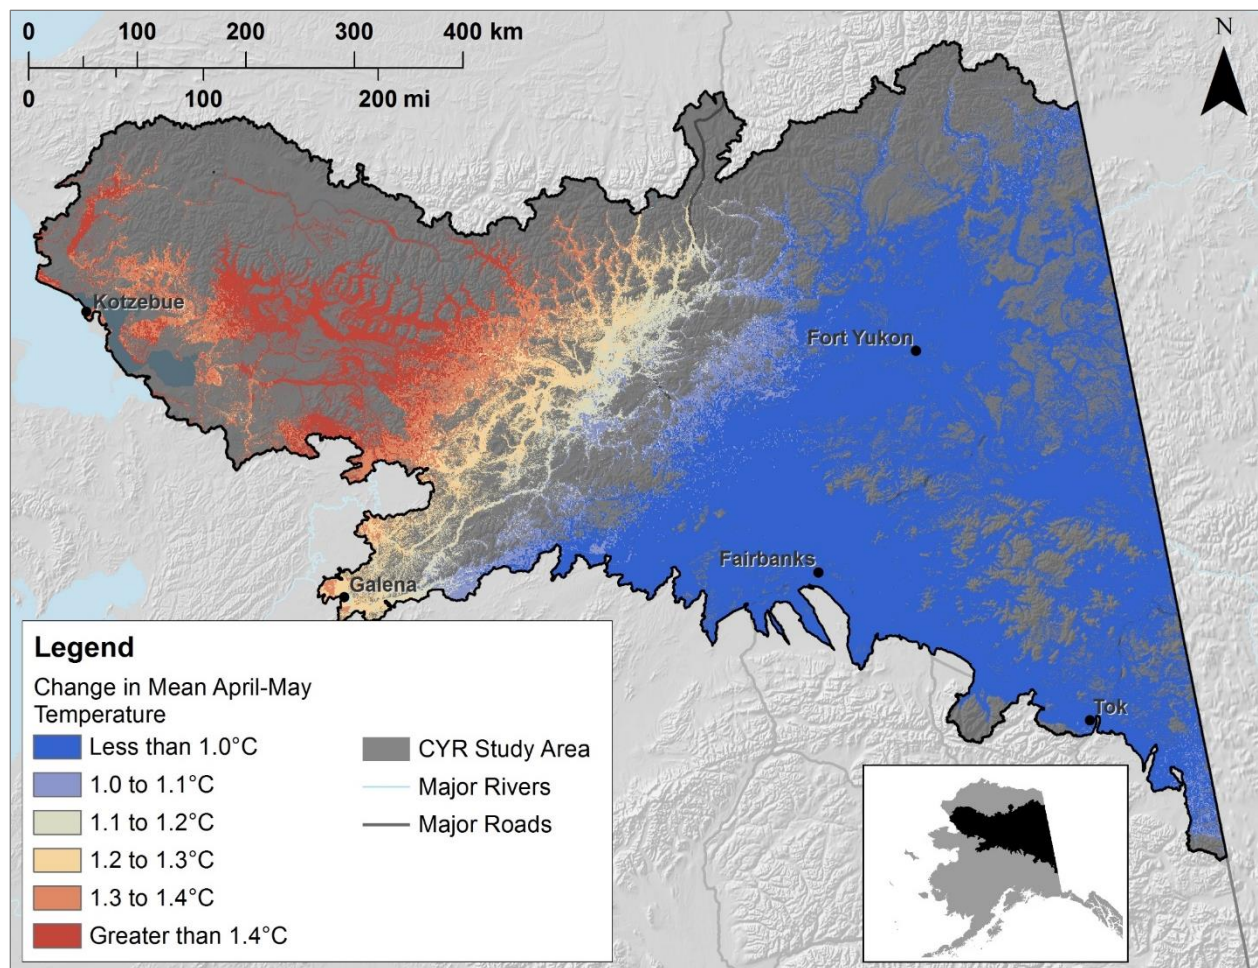 0 100 200 300 400 km
0 100 200 mi
N
Kotzebue
Fort Yukon
Fairbanks
Galena
Tok
Legend
Change in Mean April-May
Temperature
Less than 1.0°C
1.0 to 1.1°C
1.1 to 1.2°C
1.2 to 1.3°C
1.3 to 1.4°C
Greater than 1.4°C
CYR Study Area
Major Rivers
Major Roads